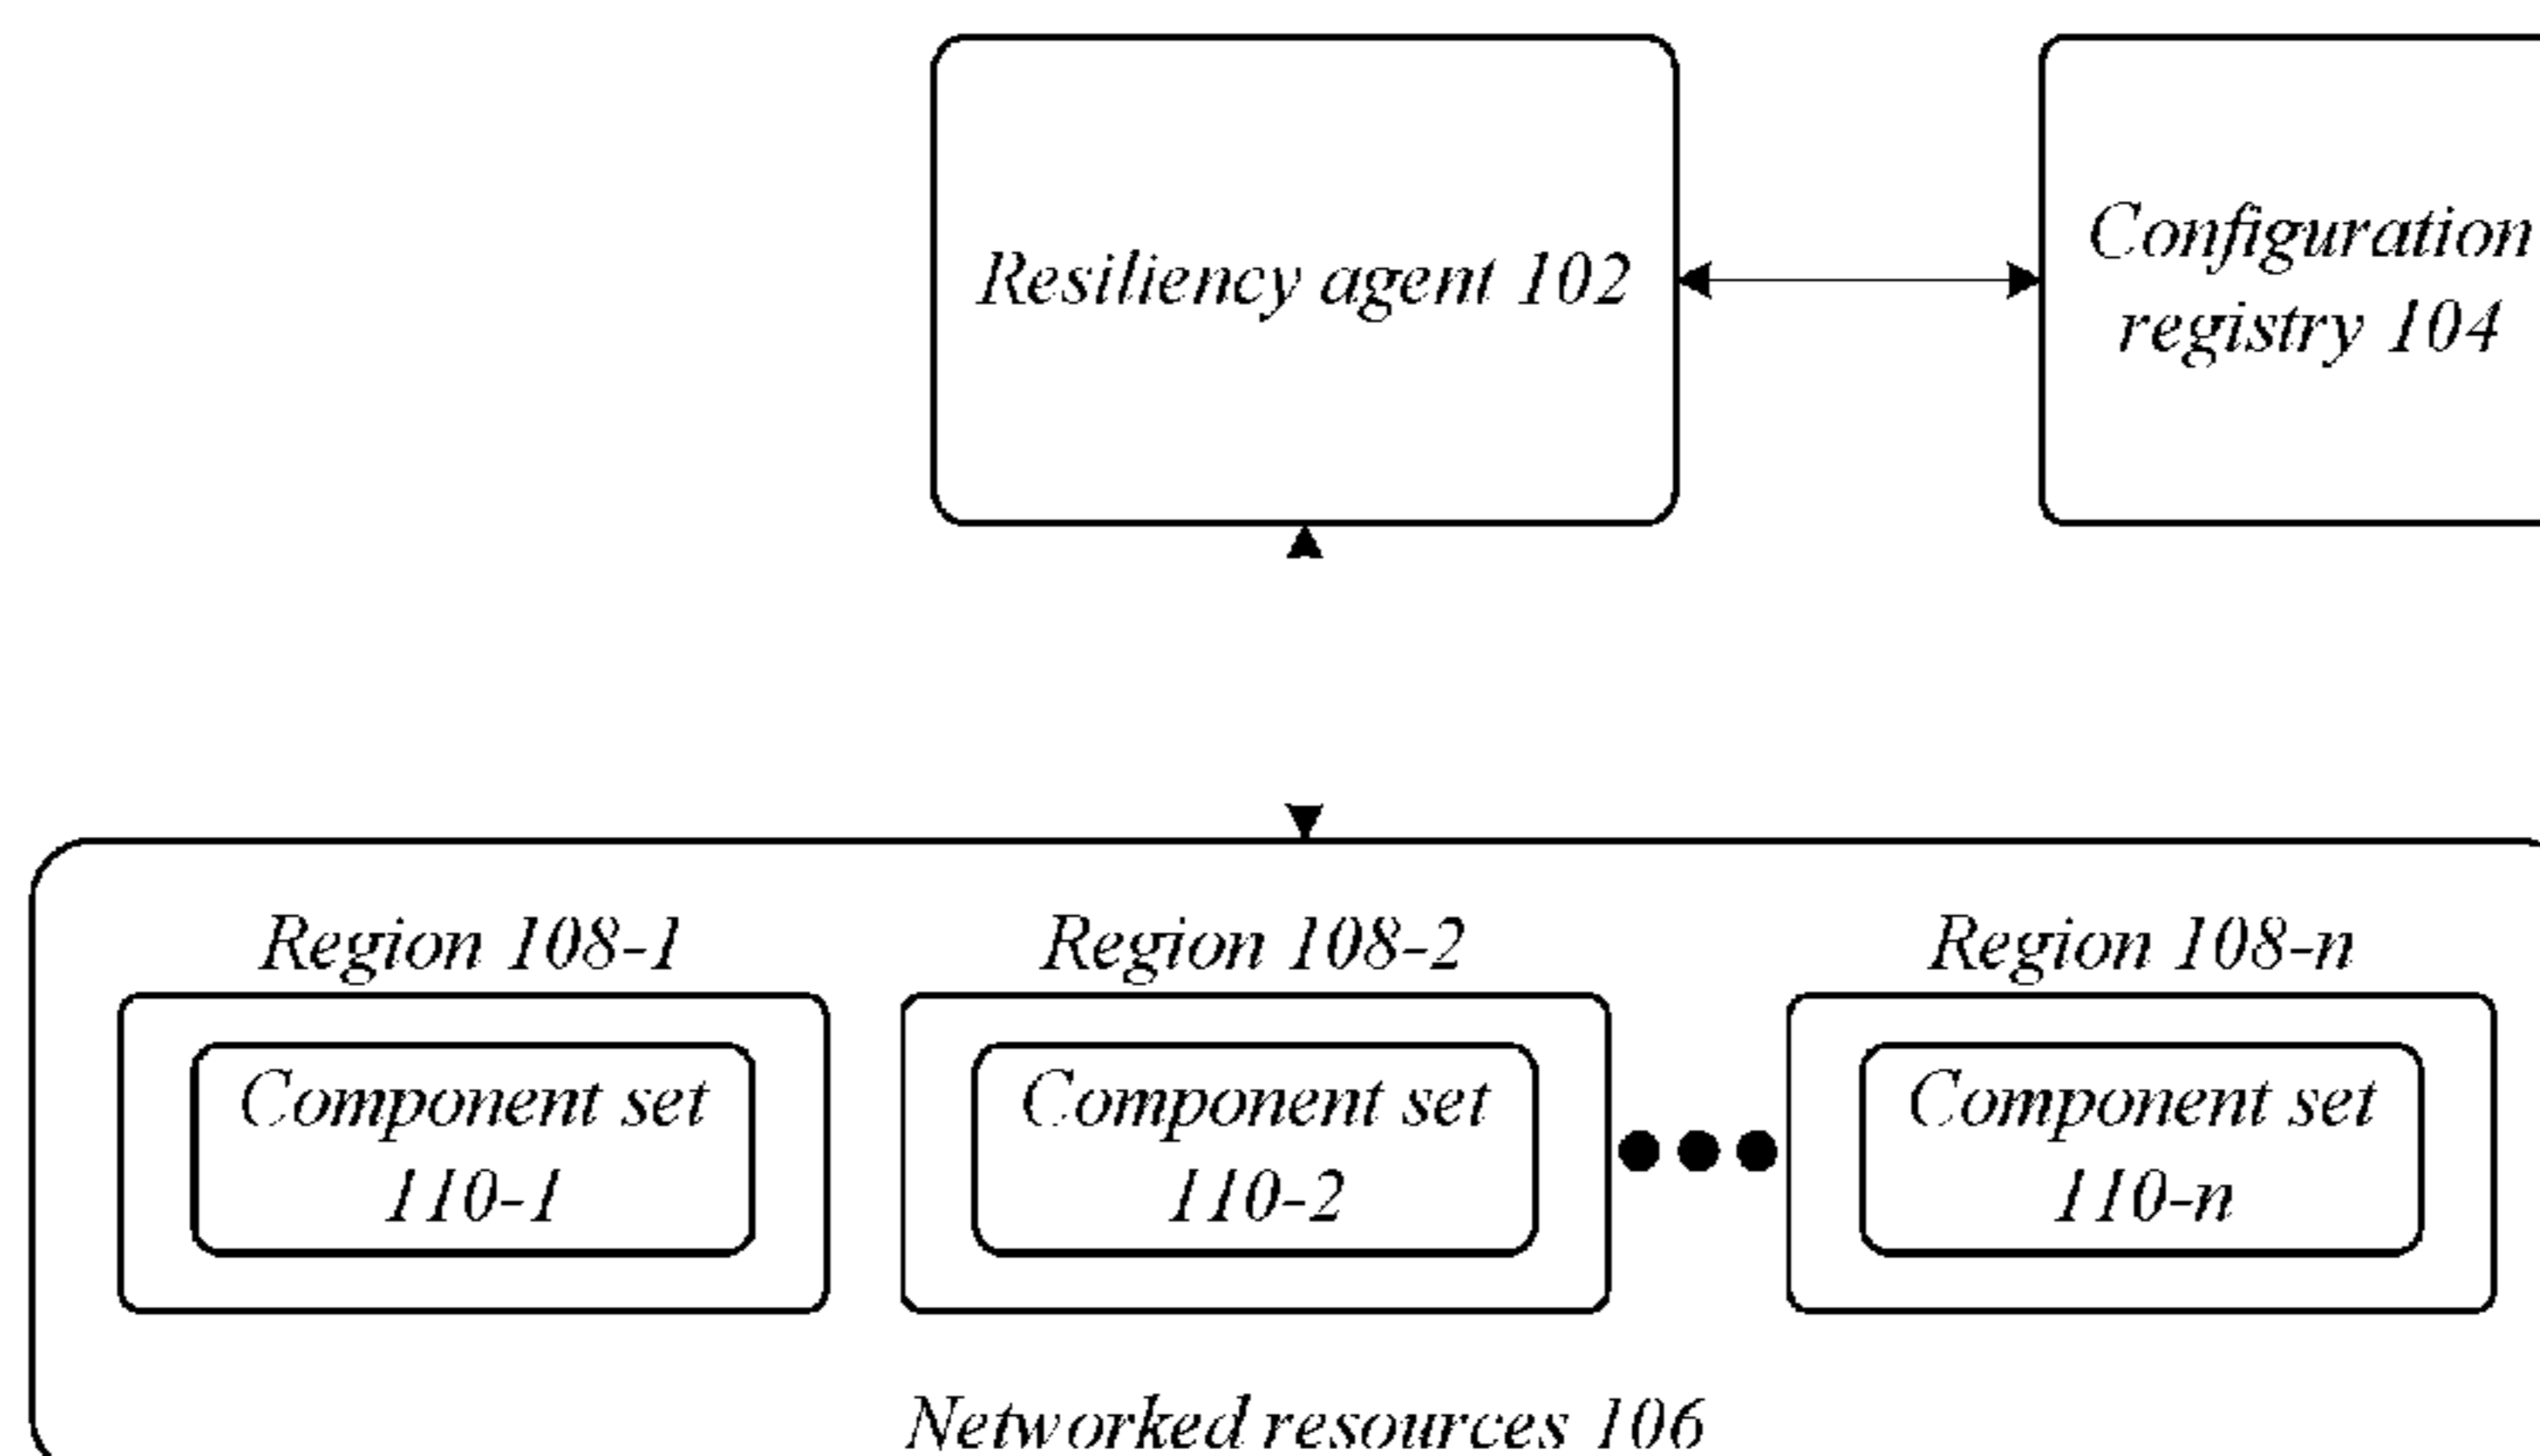 Resiliency agent 102
Configuration
registry 104
Region 108-1
Region 108-2
Region 108-n
Component set
110-1
Component set
110-2
Component set
110-n
Networked resources 106